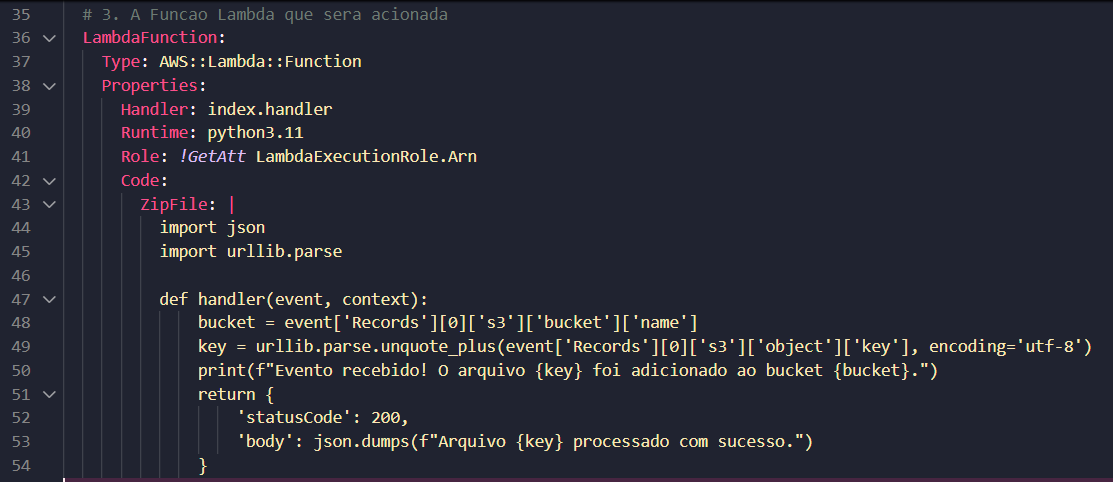 35 # 3. A Funcao Lambda que sera acionada
36 LambdaFunction:
37 Type: AWS::Lambda::Function
38 Properties:
39 Handler: index.handler
40 Runtime: python3.11
41 Role: !GetAtt LambdaExecutionRole.Arn
42 Code:
43 ZipFile: |
44 import json
45 import urllib.parse
46
47 def handler(event, context):
48 bucket = event['Records'][0]['s3']['bucket']['name']
49 key = urllib.parse.unquote_plus(event['Records'][0]['s3']['object']['key'], encoding='utf-8')
50 print(f"Evento recebido! O arquivo {key} foi adicionado ao bucket {bucket}.")
51 return {
52 'statusCode': 200,
53 'body': json.dumps(f"Arquivo {key} processado com sucesso.")
54 }